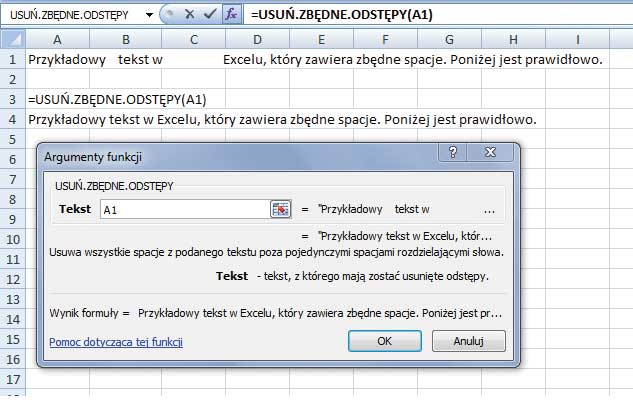 USUŃ.ZBĘDNE.ODSTĘPY =USUŃ.ZBĘDNE.ODSTĘPY(A1)
A B C D E F G H I
1 Przykładowy tekst w Excelu, który zawiera zbędne spacje. Poniżej jest prawidłowo.
2
3 =USUŃ.ZBĘDNE.ODSTĘPY(A1)
4 Przykładowy tekst w Excelu, który zawiera zbędne spacje. Poniżej jest prawidłowo.
5
6 Argumenty funkcji ?
7 USUŃ.ZBĘDNE.ODSTĘPY
8 Tekst A1 = "Przykładowy tekst w ...
9
10 = "Przykładowy tekst w Excelu, któr...
11 Usuwa wszystkie spacje z podanego tekstu poza pojedynczymi spacjami rozdzielającymi słowa.
12 Tekst - tekst, z którego mają zostać usunięte odstępy.
13
14 Wynik formuły = Przykładowy tekst w Excelu, który zawiera zbędne spacje. Poniżej jest pr...
15 Pomoc dotycząca tej funkcji OK Anuluj
16
17